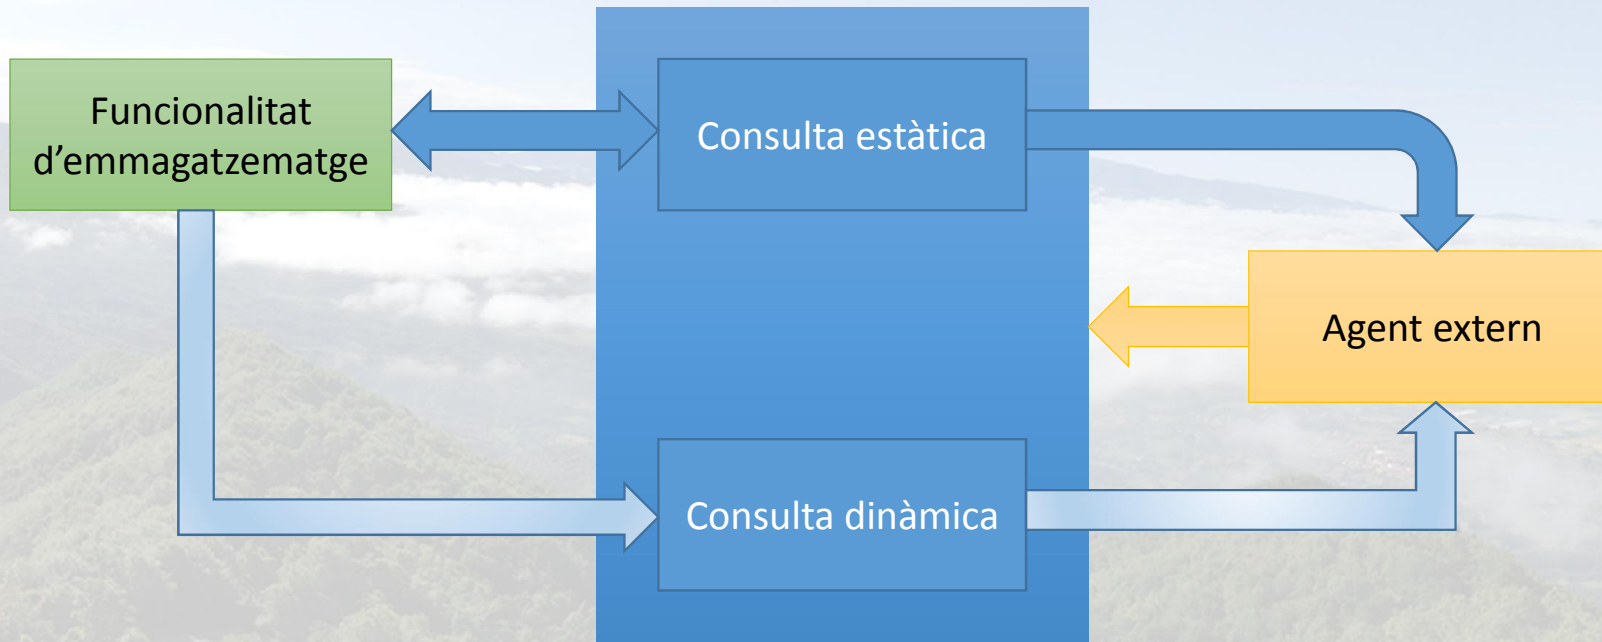 Funcionalitat
d’emmagatzematge
Consulta estàtica
Agent extern
Consulta dinàmica